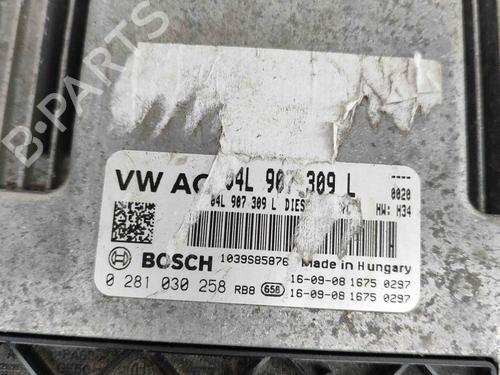 B-PARTS
VW AG 04L 907 309 L
---- 0020
04L 907 309 L DIES HW: H34
BOSCH 1039S85876 Made in Hungary
0 281 030 258 RB8 658 16-09-08 1675 0297
16-09-08 1675 0297